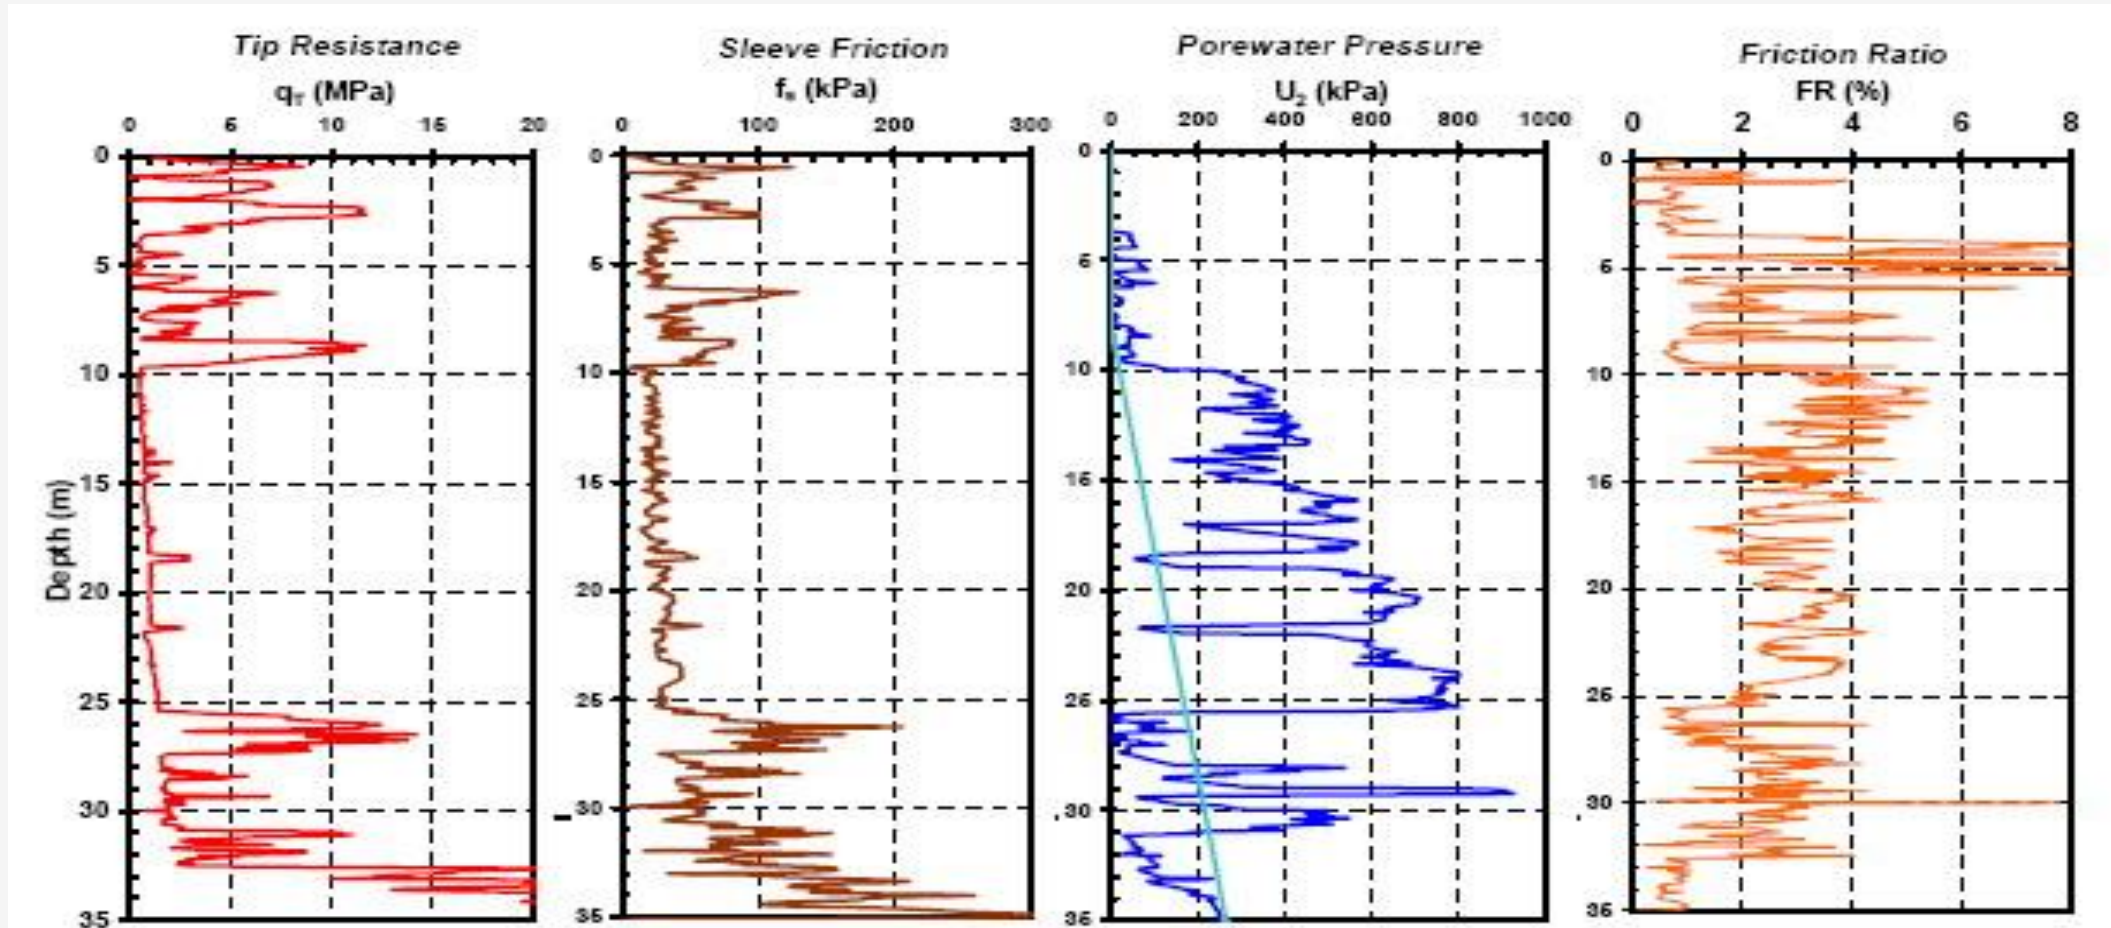 Tip Resistance
qT (MPa)
0 5 10 15 20
Sleeve Friction
fs (kPa)
0 100 200 300
Porewater Pressure
U2 (kPa)
0 200 400 600 800 1000
Friction Ratio
FR (%)
0 2 4 6 8
Depth (m)
0
5
10
15
20
25
30
35
0
5
10
15
20
25
30
35
0
5
10
15
20
25
30
35
0
5
10
15
20
25
30
35